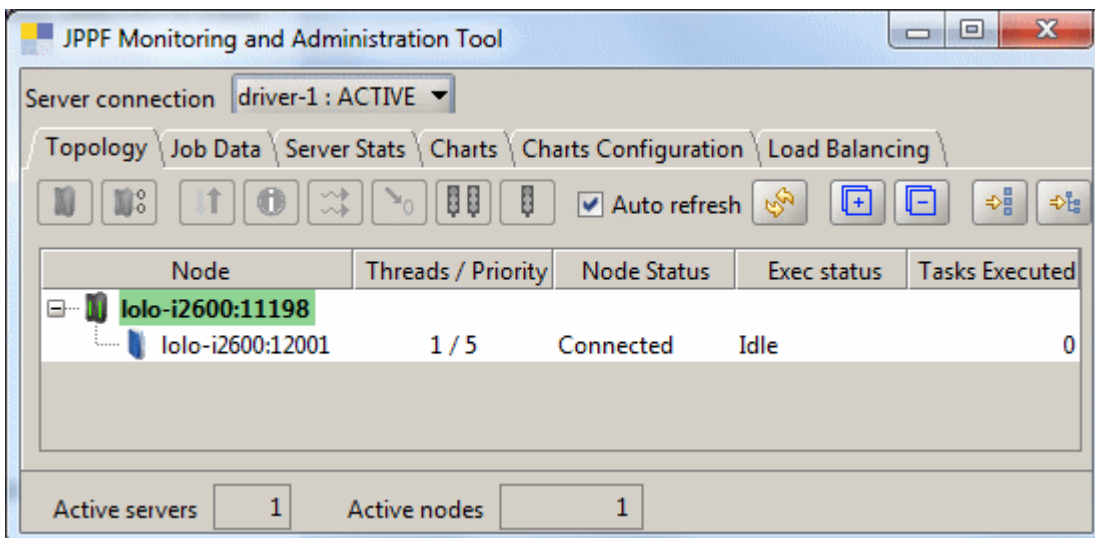 JPPF Monitoring and Administration Tool
Server connection driver-1 : ACTIVE
Topology Job Data Server Stats Charts Charts Configuration Load Balancing
Auto refresh
Node Threads / Priority Node Status Exec status Tasks Executed
lolo-i2600:11198
lolo-i2600:12001 1 / 5 Connected Idle 0
Active servers 1 Active nodes 1